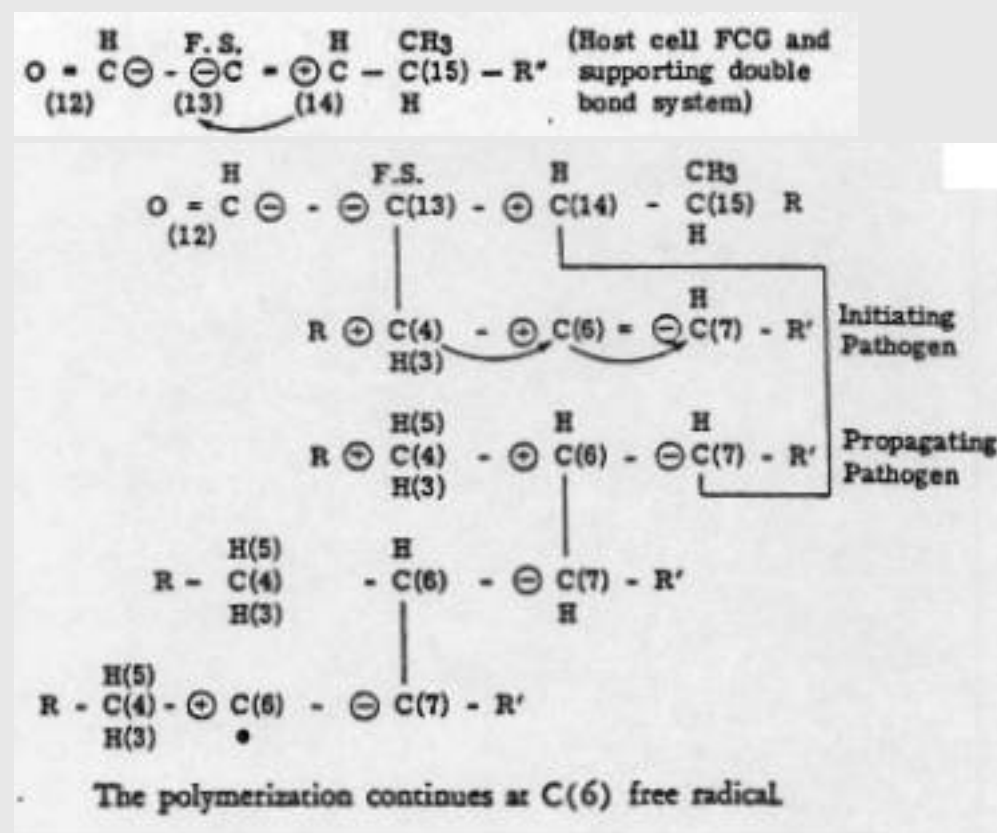 H F.S. H CH3 (Host cell FCG and
O = C⊖ - ⊖C = ⊕C — C(15) — R" supporting double
(12) (13) (14) H bond system)
H F.S. H CH3
O = C ⊖ - ⊖ C(13) - ⊕ C(14) - C(15) R
(12) H
H
R ⊕ C(4) - ⊕ C(6) = ⊖ C(7) - R' Initiating
H(3) Pathogen
H(5) H H
R ⊕ C(4) - ⊕ C(6) - ⊖ C(7) - R' Propagating
H(3) Pathogen
H(5) H
R - C(4) - C(6) - ⊖ C(7) - R'
H(3) H
H(5)
R - C(4) - ⊕ C(6) - ⊖ C(7) - R'
H(3) •
The polymerization continues at C(6) free radical.